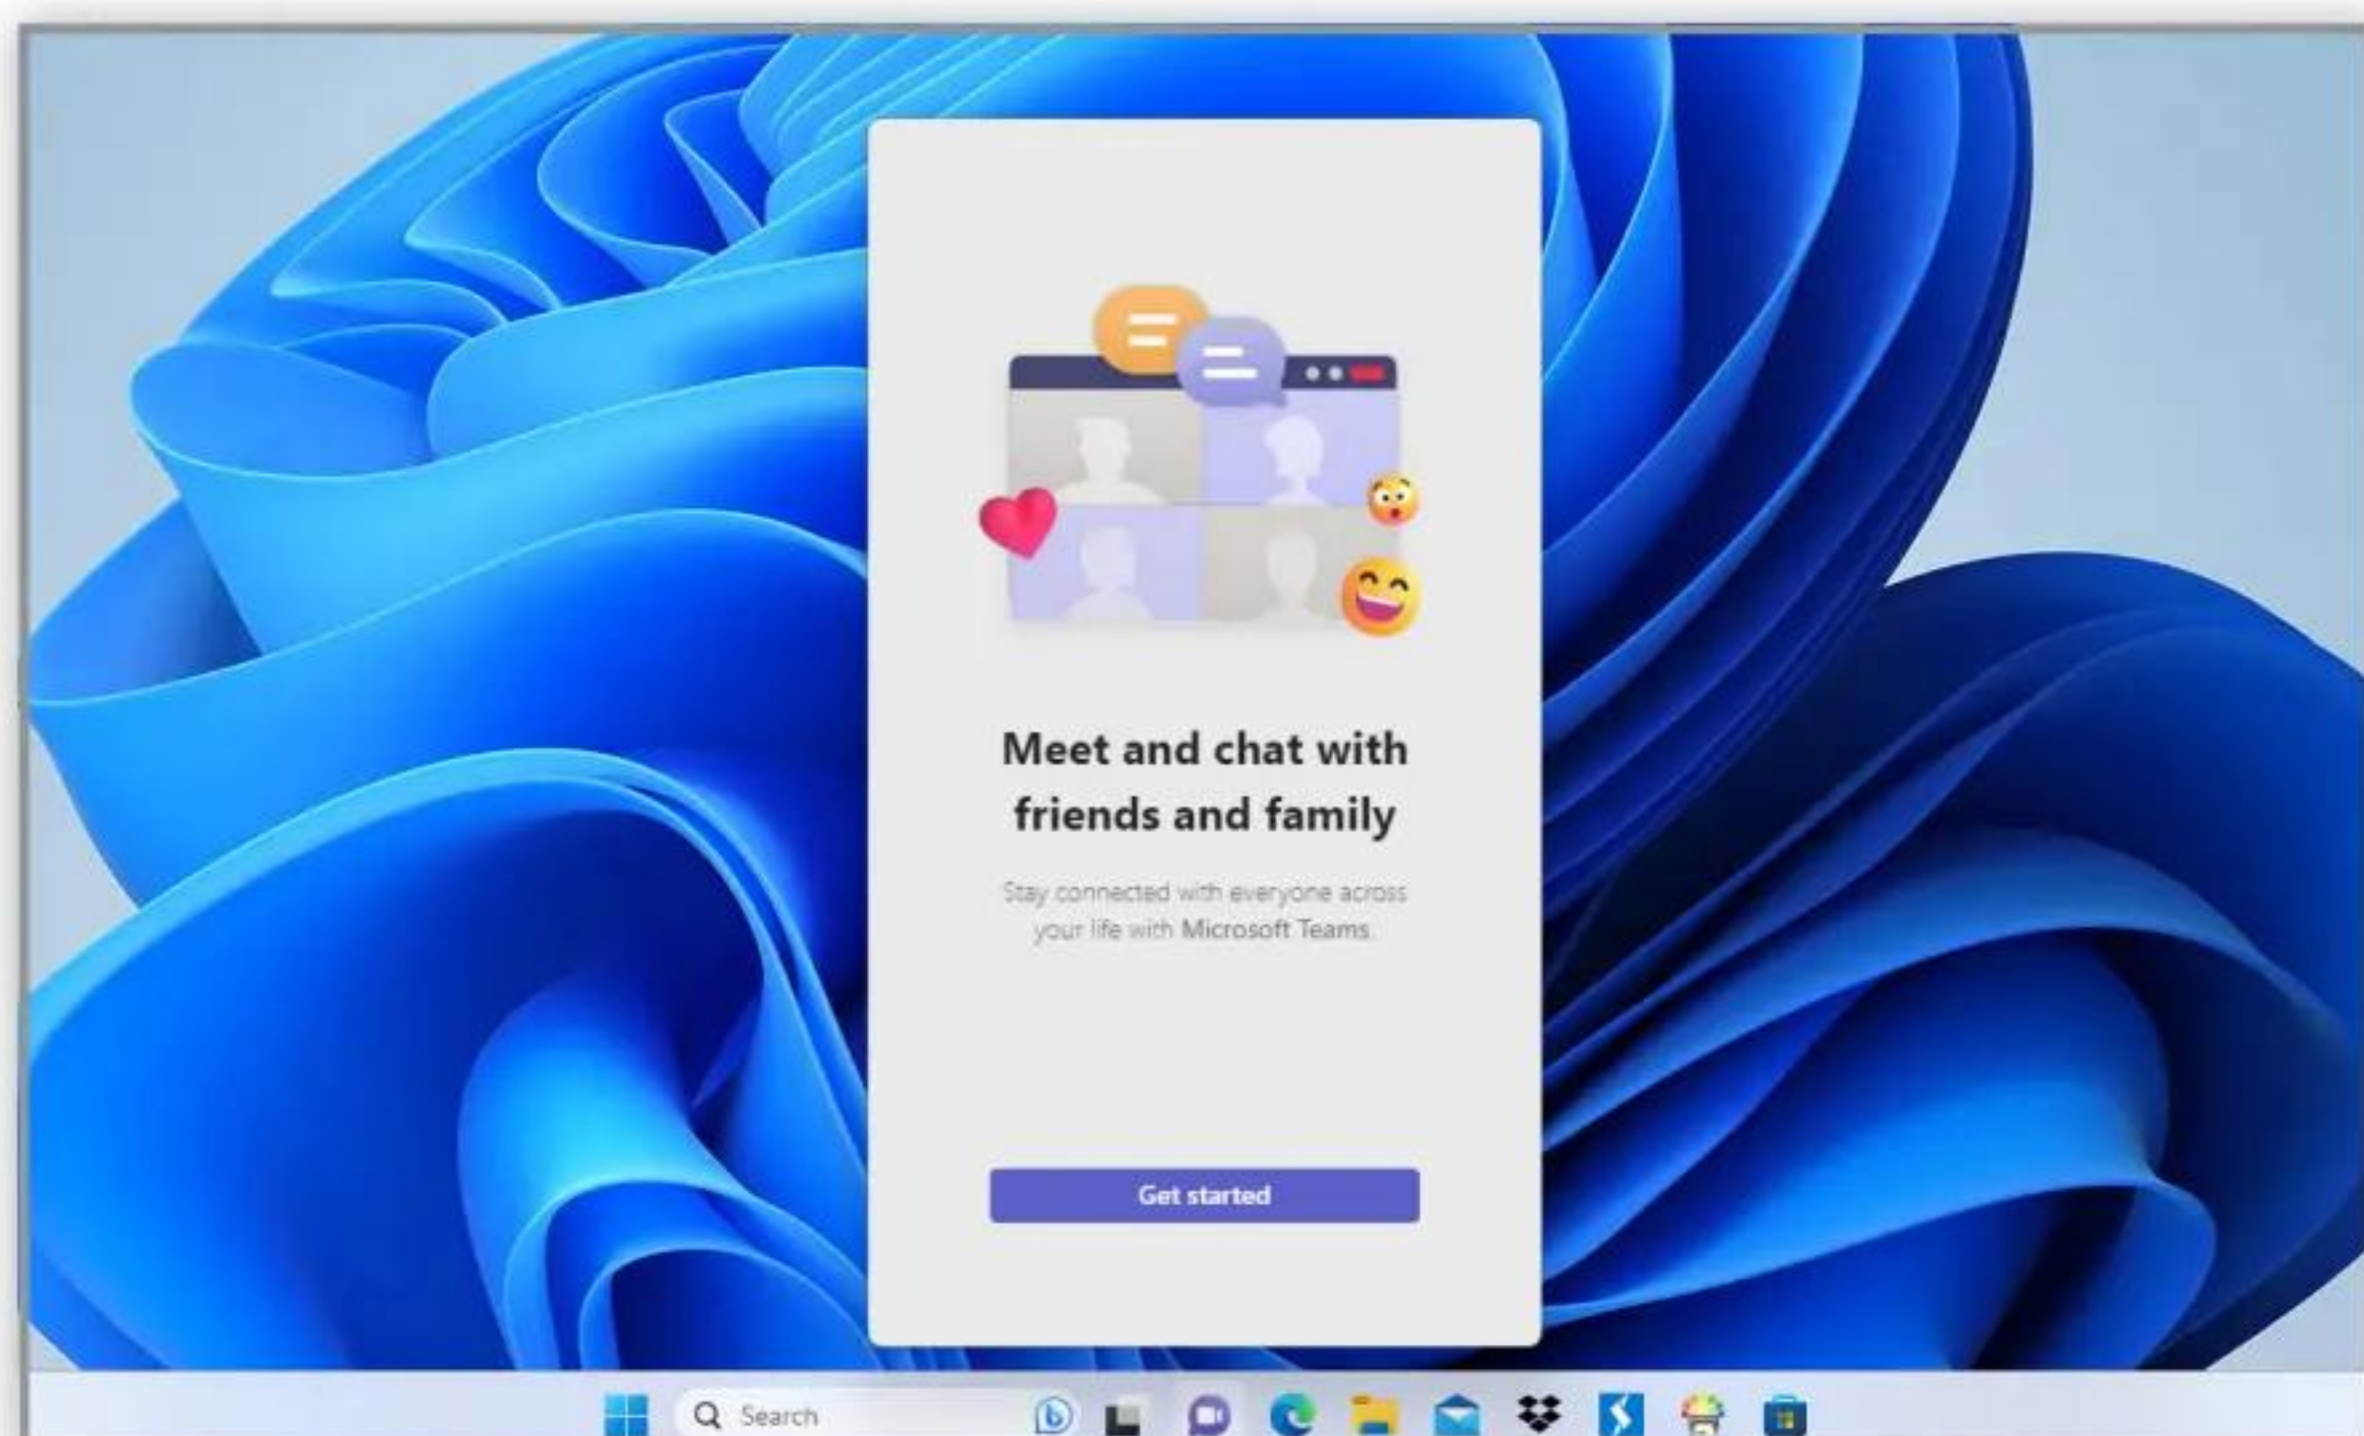 Meet and chat with
friends and family
Stay connected with everyone across
your life with Microsoft Teams.
Get started
Search